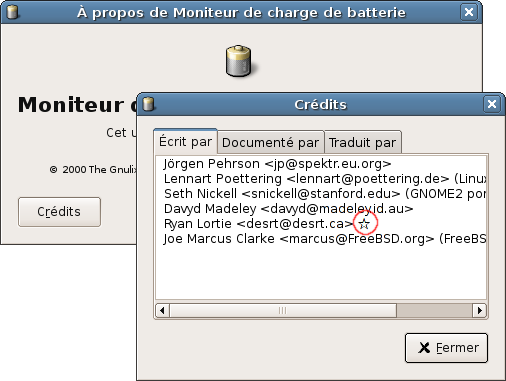 À propos de Moniteur de charge de batterie
Moniteur
Cet
© 2000 The Gnulix
Crédits
Crédits
Écrit par
Documenté par
Traduit par
Jörgen Pehrson <jp@spektr.eu.org>
Lennart Poettering <lennart@poettering.de> (Linux
Seth Nickell <snickell@stanford.edu> (GNOME2 por
Davyd Madeley <davyd@madeley.id.au>
Ryan Lortie <desrt@desrt.ca> ☆
Joe Marcus Clarke <marcus@FreeBSD.org> (FreeBS
Fermer